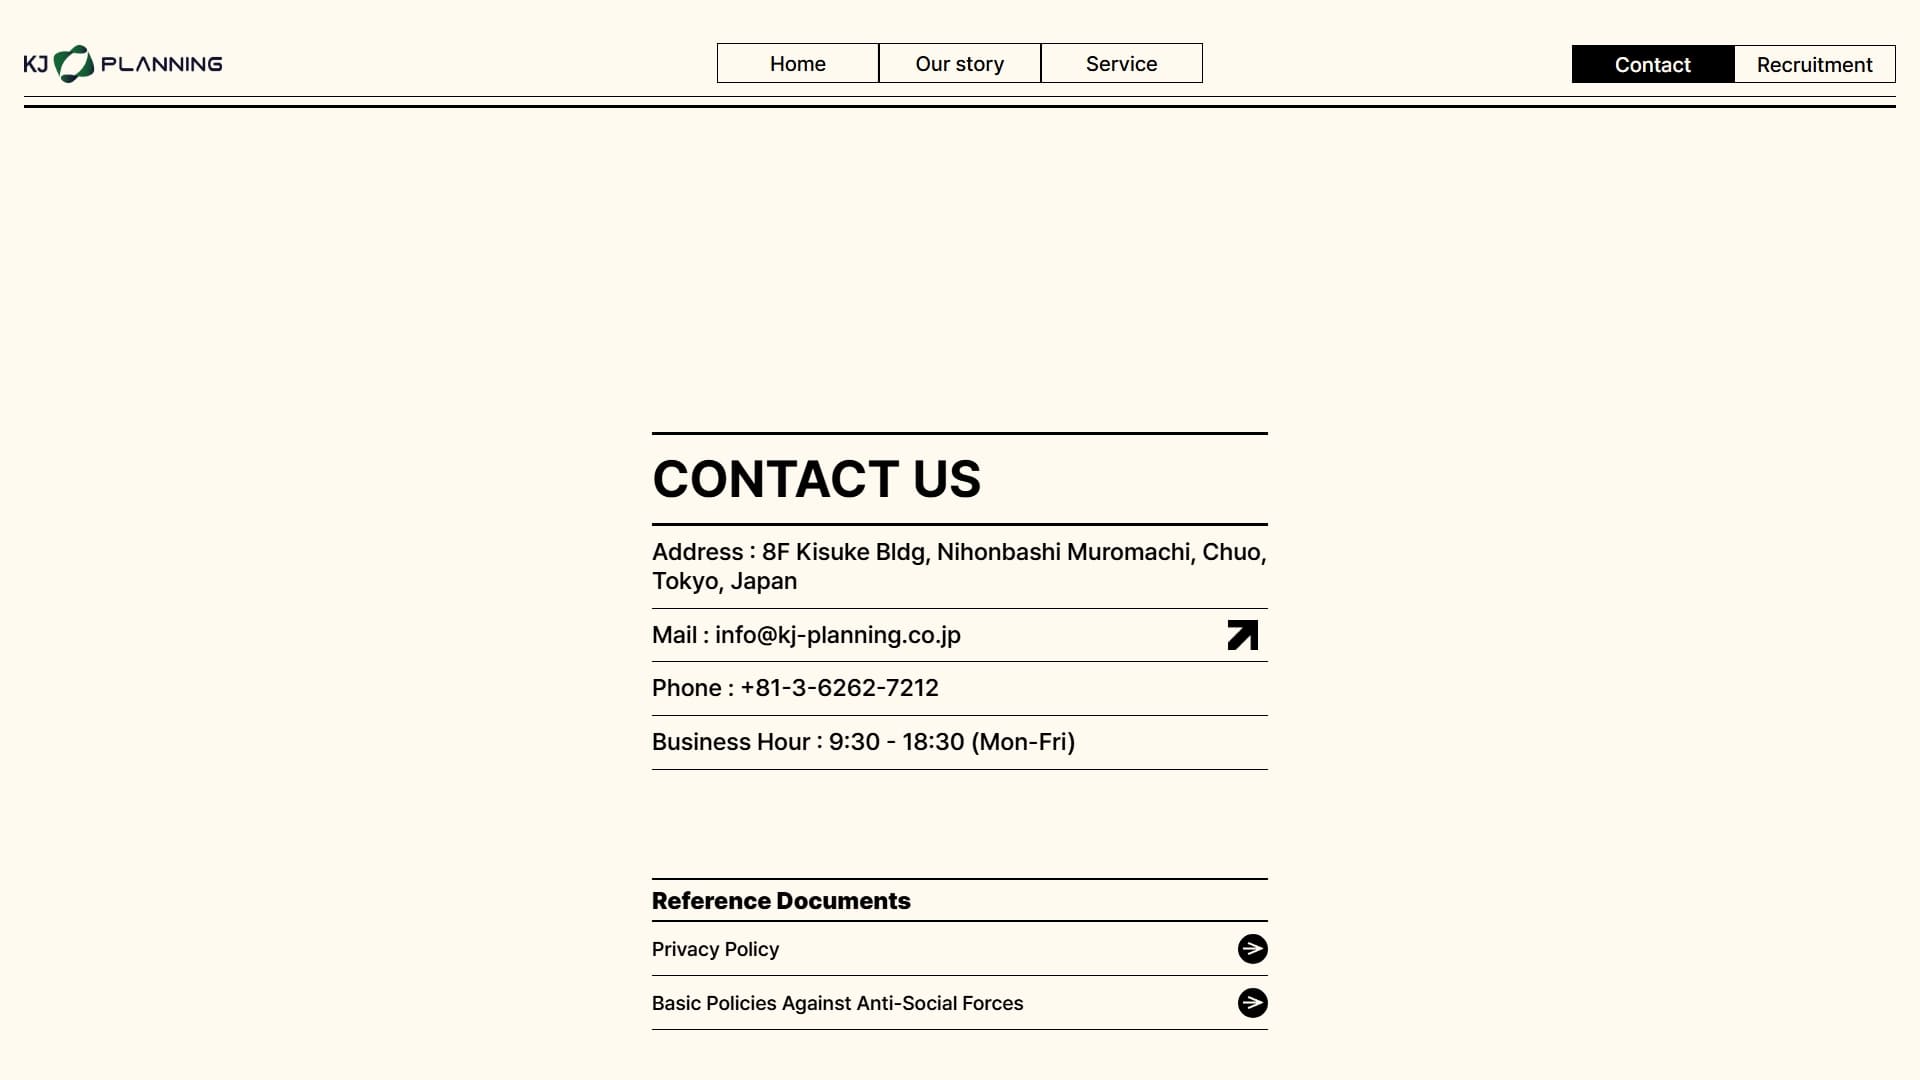 KJ PLANNING
Home
Our story
Service
Contact
Recruitment
CONTACT US
Address : 8F Kisuke Bldg, Nihonbashi Muromachi, Chuo,
Tokyo, Japan
Mail : info@kj-planning.co.jp
Phone : +81-3-6262-7212
Business Hour : 9:30 - 18:30 (Mon-Fri)
Reference Documents
Privacy Policy
Basic Policies Against Anti-Social Forces